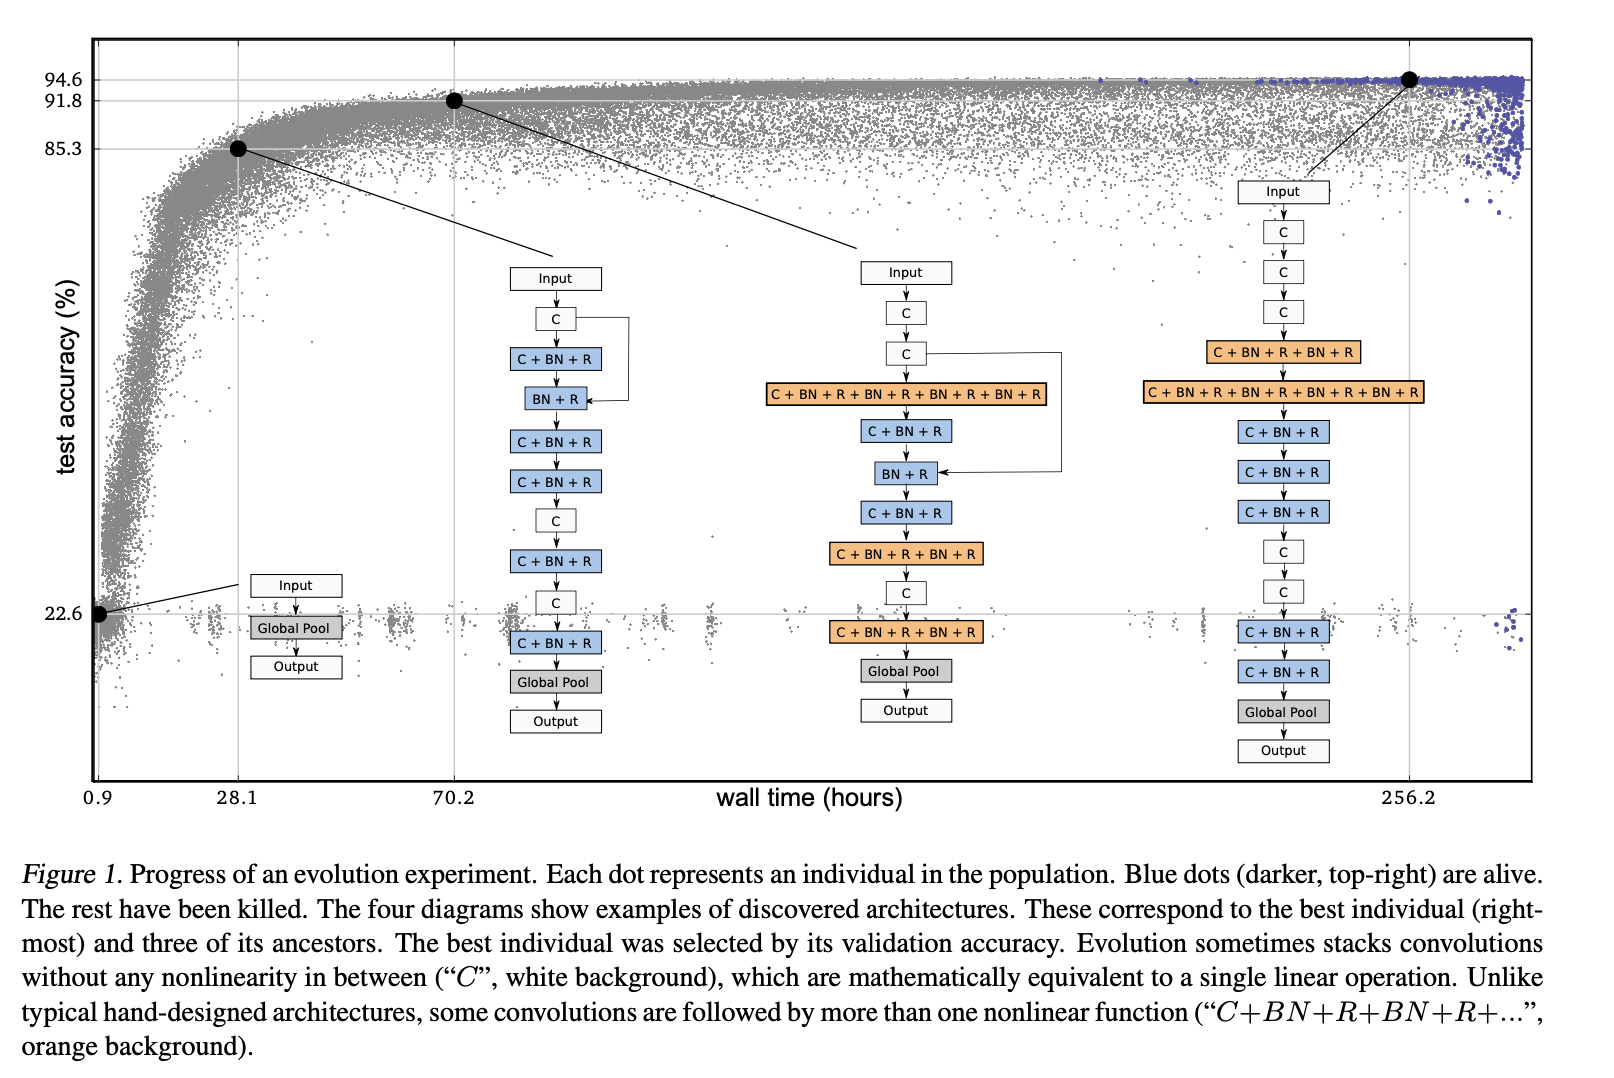 94.6
91.8
85.3
22.6
test accuracy (%)
0.9
28.1
70.2
wall time (hours)
256.2
Input
Global Pool
Output
Input
C
C + BN + R
BN + R
C + BN + R
C + BN + R
C
C + BN + R
C
C + BN + R
Global Pool
Output
Input
C
C
C + BN + R + BN + R + BN + R + BN + R
C + BN + R
BN + R
C + BN + R
C + BN + R + BN + R
C
C + BN + R + BN + R
Global Pool
Output
Input
C
C
C
C + BN + R + BN + R
C + BN + R + BN + R + BN + R + BN + R
C + BN + R
C + BN + R
C + BN + R
C
C
C + BN + R
C + BN + R
Global Pool
Output
Figure 1. Progress of an evolution experiment. Each dot represents an individual in the population. Blue dots (darker, top-right) are alive.
The rest have been killed. The four diagrams show examples of discovered architectures. These correspond to the best individual (right-
most) and three of its ancestors. The best individual was selected by its validation accuracy. Evolution sometimes stacks convolutions
without any nonlinearity in between (“C”, white background), which are mathematically equivalent to a single linear operation. Unlike
typical hand-designed architectures, some convolutions are followed by more than one nonlinear function (“C+BN+R+BN+R+...”,
orange background).